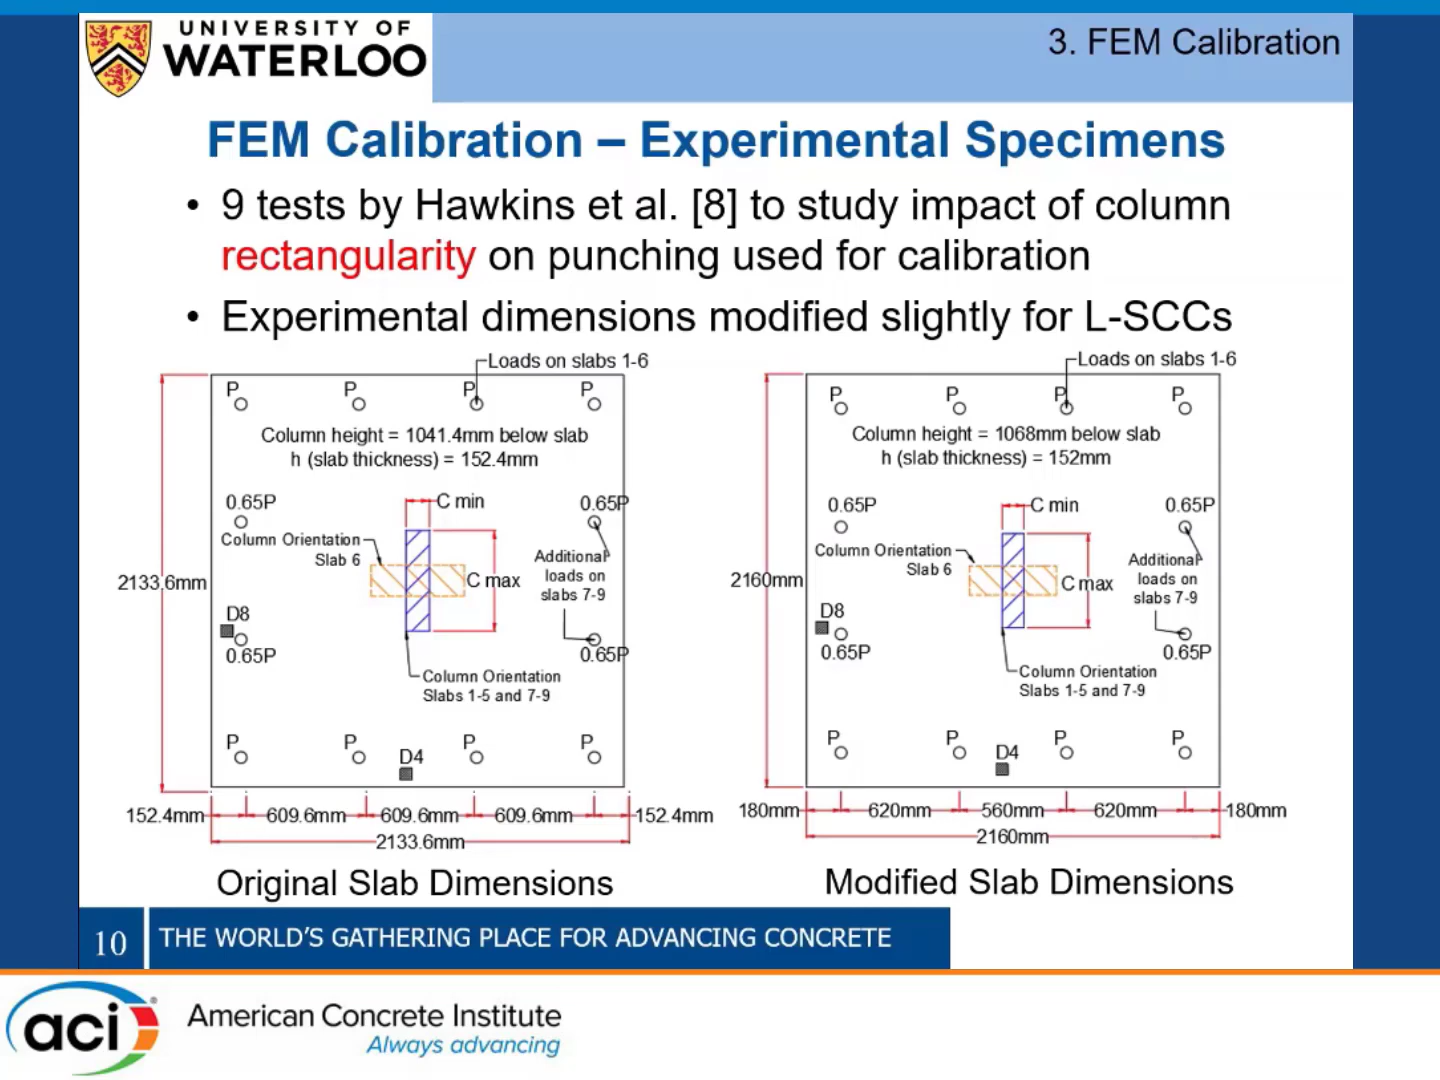 UNIVERSITY OF
WATERLOO
3. FEM Calibration
FEM Calibration – Experimental Specimens
• 9 tests by Hawkins et al. [8] to study impact of column
rectangularity on punching used for calibration
• Experimental dimensions modified slightly for L-SCCs
Loads on slabs 1-6
P P P P
Column height = 1041.4mm below slab
h (slab thickness) = 152.4mm
0.65P C min 0.65P
Column Orientation
Slab 6
Additional
loads on
slabs 7-9
2133.6mm
C max
D8
0.65P 0.65P
Column Orientation
Slabs 1-5 and 7-9
P P D4 P P
152.4mm 609.6mm 609.6mm 609.6mm 152.4mm
2133.6mm
Original Slab Dimensions
Loads on slabs 1-6
P P P P
Column height = 1068mm below slab
h (slab thickness) = 152mm
0.65P C min 0.65P
Column Orientation
Slab 6
Additional
loads on
slabs 7-9
2160mm
C max
D8
0.65P 0.65P
Column Orientation
Slabs 1-5 and 7-9
P P D4 P P
180mm 620mm 560mm 620mm 180mm
2160mm
Modified Slab Dimensions
10
THE WORLD'S GATHERING PLACE FOR ADVANCING CONCRETE
aci
American Concrete Institute
Always advancing